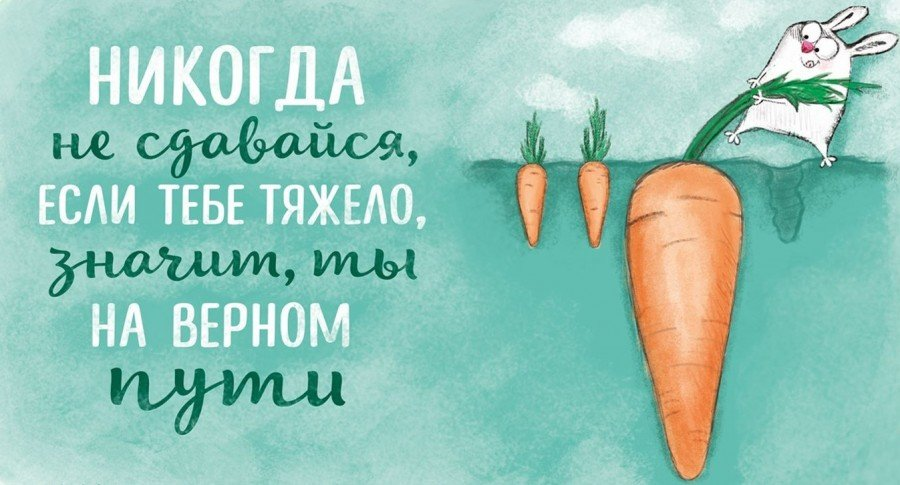 НИКОГДА
не сдавайся,
ЕСЛИ ТЕБЕ ТЯЖЕЛО,
значит, ты
НА ВЕРНОМ
пути